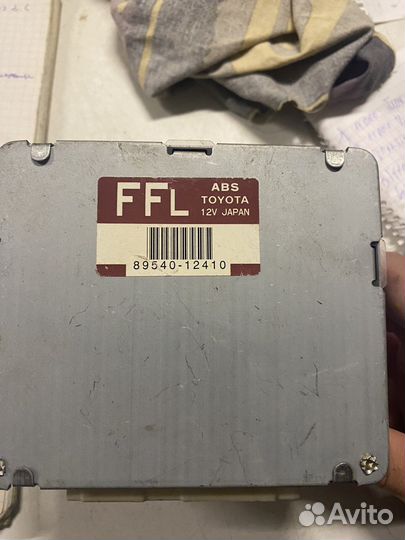 FFL
ABS
TOYOTA
12V JAPAN
89540-12410
Avito